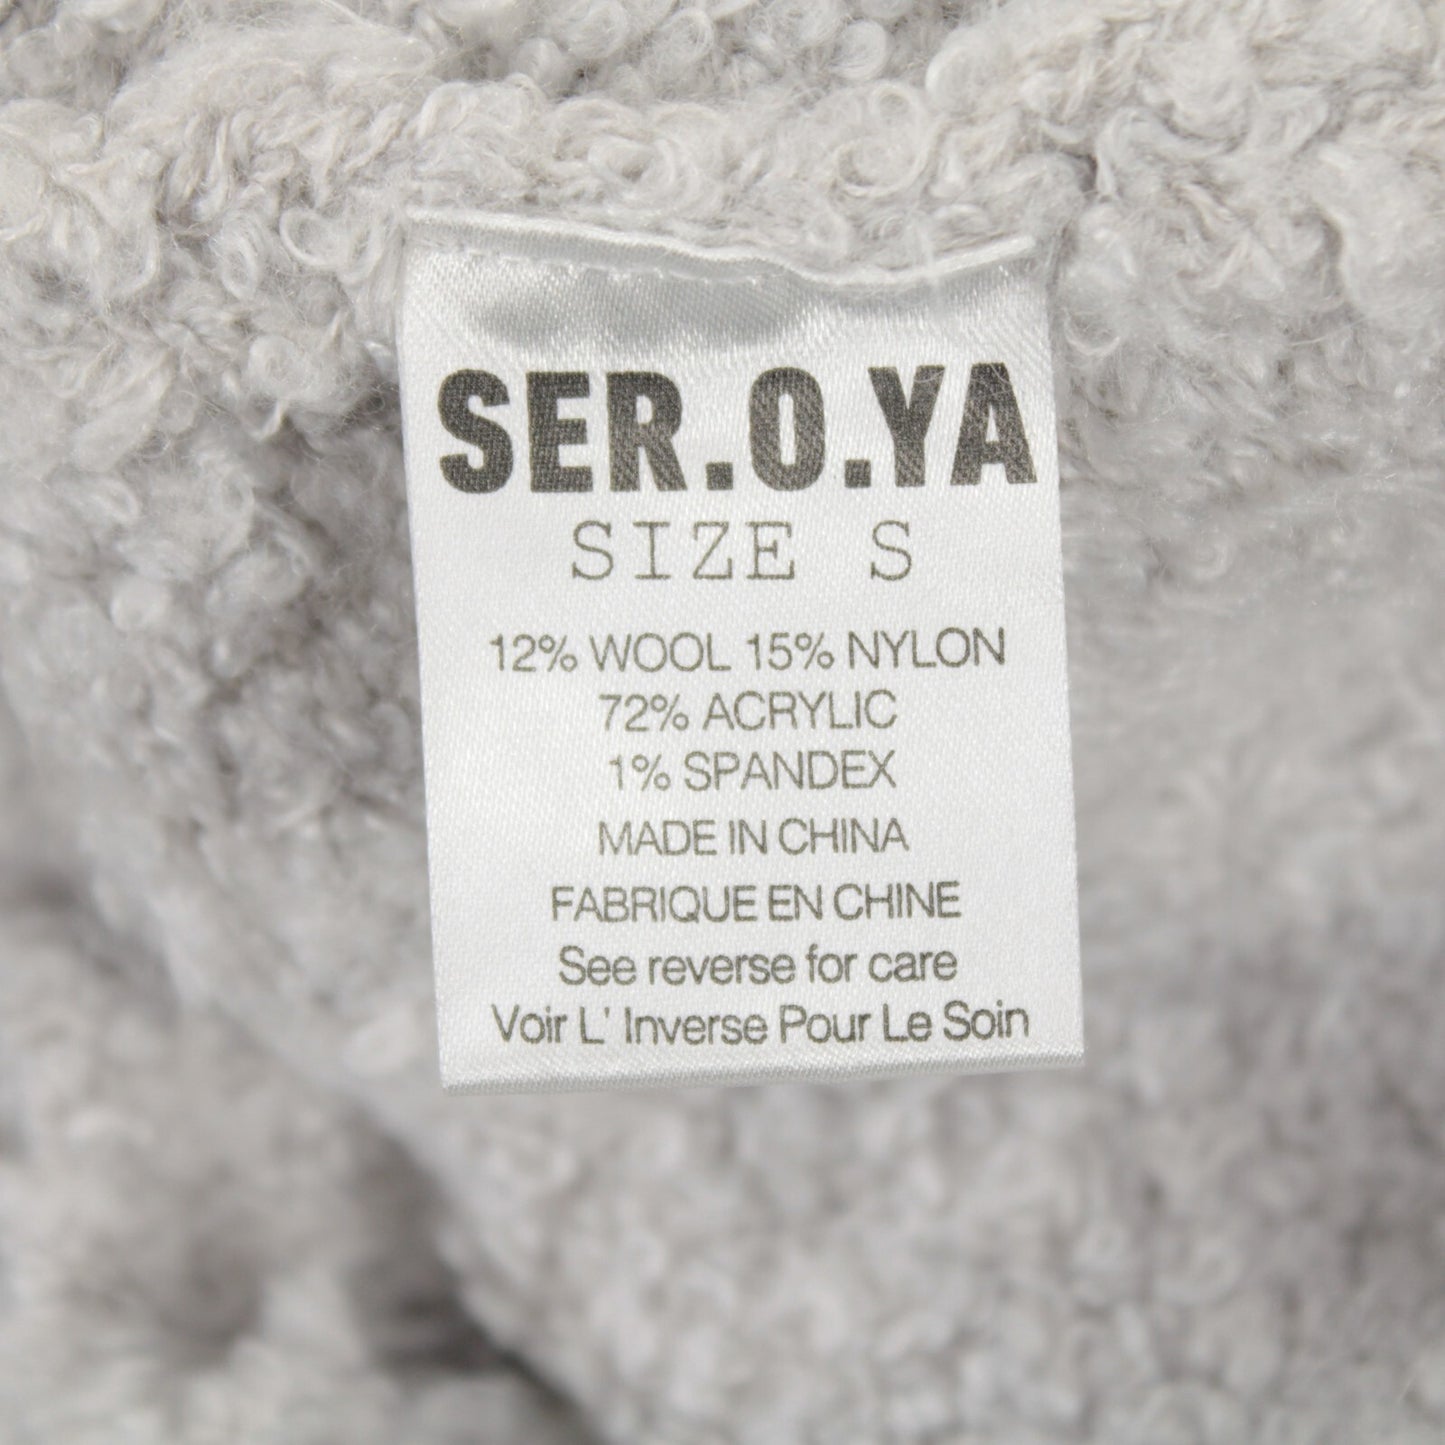 SER.O.YA
SIZE S
12% WOOL 15% NYLON
72% ACRYLIC
1% SPANDEX
MADE IN CHINA
FABRIQUE EN CHINE
See reverse for care
Voir L' Inverse Pour Le Soin